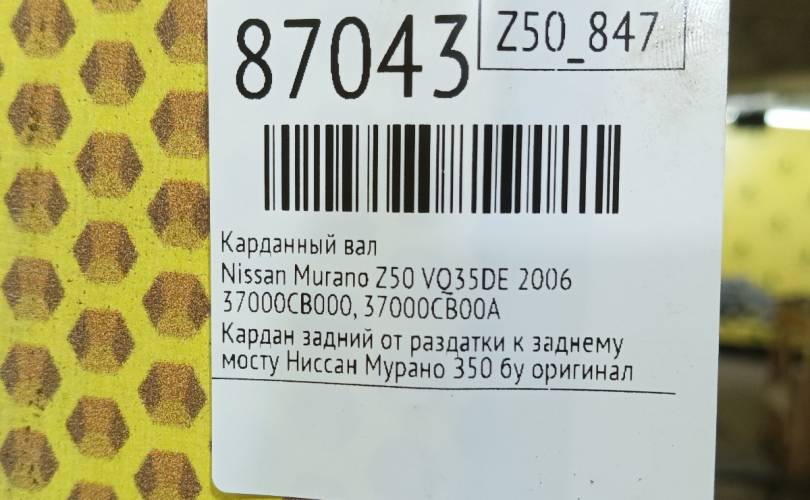 87043
Z50_847
Карданный вал
Nissan Murano Z50 VQ35DE 2006
37000CB000, 37000CB00A
Кардан задний от раздатки к заднему
мосту Ниссан Мурано Z50 бу оригинал